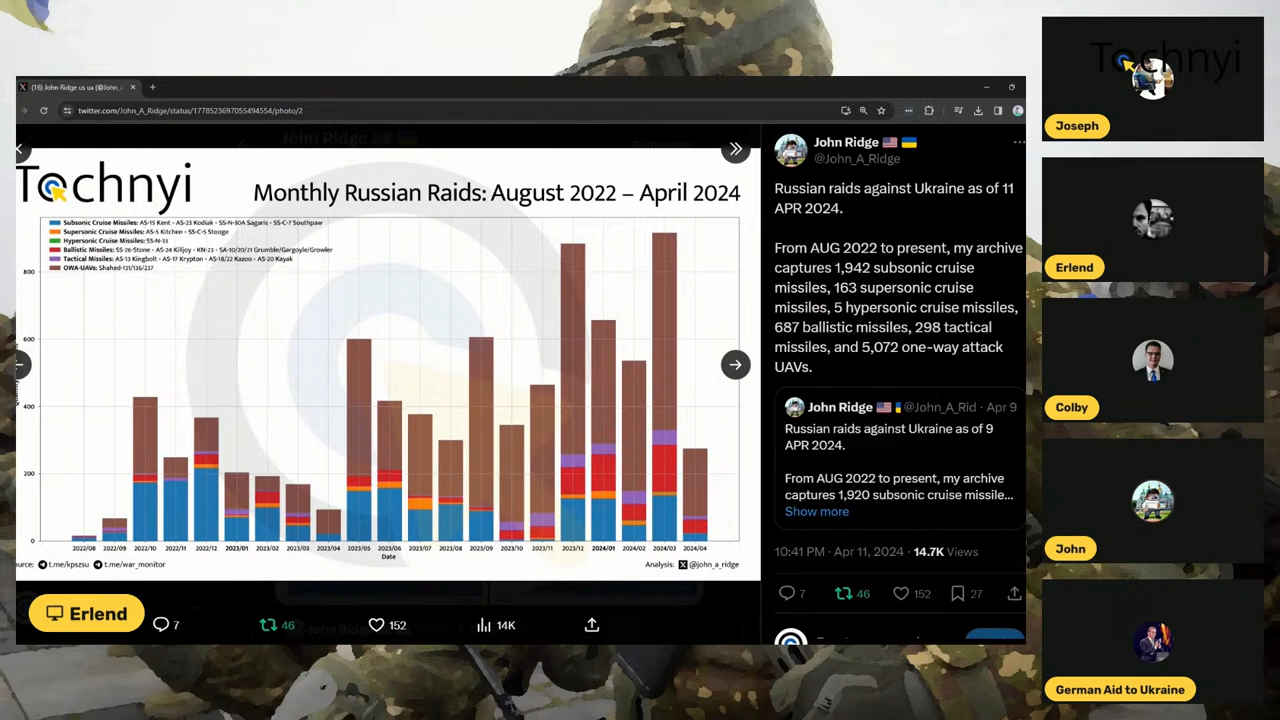 (16) John Ridge us ua (@John_A
twitter.com/John_A_Ridge/status/1778523697055494554/photo/2
Technyi
Monthly Russian Raids: August 2022 – April 2024
Subsonic Cruise Missiles: AS-15 Kent - AS-23 Kodiak - SS-N-30A Sagaris - SS-C-7 Southpaw
Supersonic Cruise Missiles: AS-5 Kitchen - SS-C-5 Stooge
Hypersonic Cruise Missiles: SS-N-33
Ballistic Missiles: SS-26-Stone - AS-24 Killjoy - KN-23 - SA-10/20/21 Grumble/Gargoyle/Growler
Tactical Missiles: AS-13 Kingbolt - AS-17 Krypton - AS-18/22 Kazoo - AS-20 Kayak
OWA-UAVs: Shahed-131/136/237
800
600
400
200
0
2022/08 2022/09 2022/10 2022/11 2022/12 2023/01 2023/02 2023/03 2023/04 2023/05 2023/06 2023/07 2023/08 2023/09 2023/10 2023/11 2023/12 2024/01 2024/02 2024/03 2024/04
Date
urce: t.me/kpszsu t.me/war_monitor
Analysis: X @john_a_ridge
Erlend
7 46 152 14K
John Ridge
@John_A_Ridge
Russian raids against Ukraine as of 11
APR 2024.
From AUG 2022 to present, my archive
captures 1,942 subsonic cruise
missiles, 163 supersonic cruise
missiles, 5 hypersonic cruise missiles,
687 ballistic missiles, 298 tactical
missiles, and 5,072 one-way attack
UAVs.
John Ridge @John_A_Rid · Apr 9
Russian raids against Ukraine as of 9
APR 2024.
From AUG 2022 to present, my archive
captures 1,920 subsonic cruise missile...
Show more
10:41 PM · Apr 11, 2024 · 14.7K Views
7 46 152 27
Technyi
Joseph
Erlend
Colby
John
German Aid to Ukraine